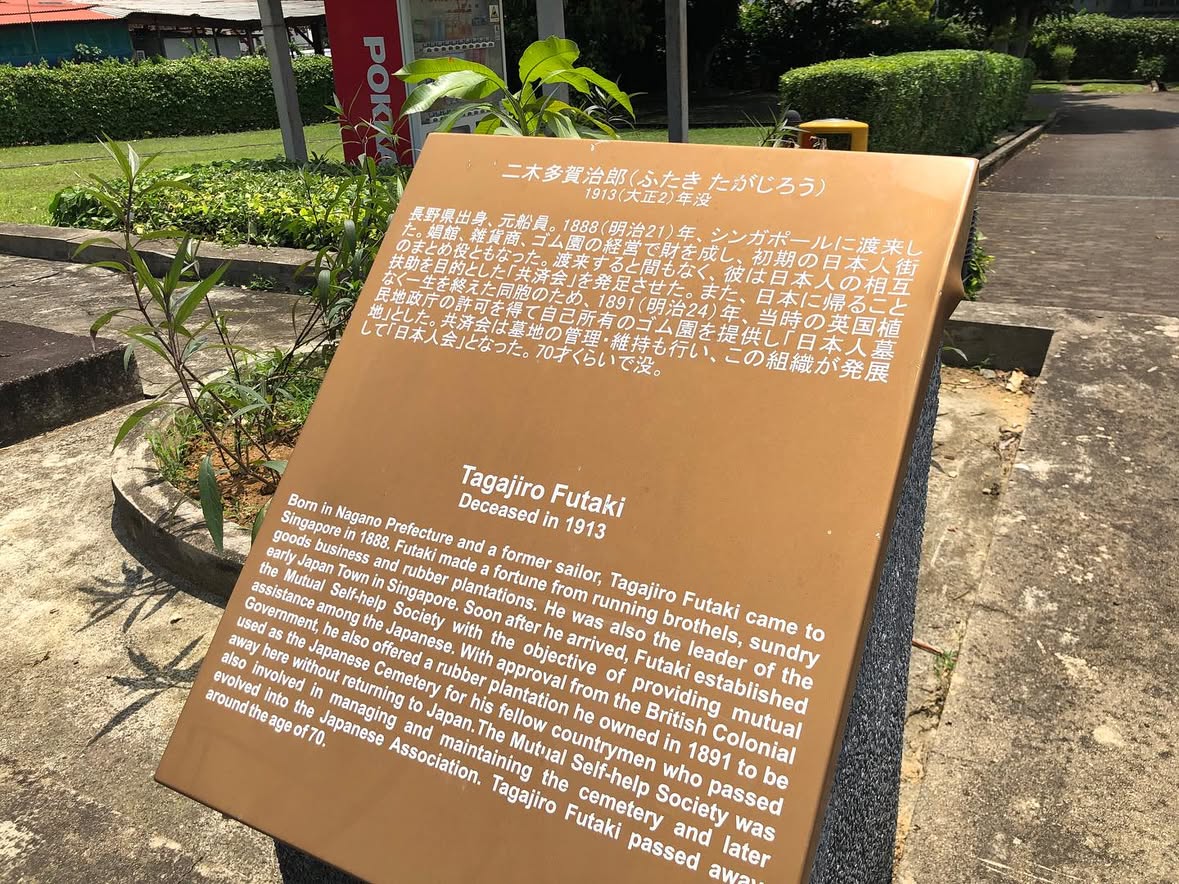 POKKA
二木多賀治郎(ふたき たがじろう)
1913(大正2)年没
長野県出身、元船員。1888(明治21)年、シンガポールに渡来し
た。娼館、雑貨商、ゴム園の経営で財を成し、初期の日本人街
のまとめ役ともなった。渡来すると間もなく、彼は日本人の相互
扶助を目的とした「共済会」を発足させた。また、日本に帰ること
なく一生を終えた同胞のため、1891(明治24)年、当時の英国植
民地政庁の許可を得て自己所有のゴム園を提供し「日本人墓
地」とした。共済会は墓地の管理・維持も行い、この組織が発展
して「日本人会」となった。70才くらいで没。
Tagajiro Futaki
Deceased in 1913
Born in Nagano Prefecture and a former sailor, Tagajiro Futaki came to
Singapore in 1888. Futaki made a fortune from running brothels, sundry
goods business and rubber plantations. He was also the leader of the
early Japan Town in Singapore. Soon after he arrived, Futaki established
the Mutual Self-help Society with the objective of providing mutual
assistance among the Japanese. With approval from the British Colonial
Government, he also offered a rubber plantation he owned in 1891 to be
used as the Japanese Cemetery for his fellow countrymen who passed
away here without returning to Japan.The Mutual Self-help Society was
also involved in managing and maintaining the cemetery and later
evolved into the Japanese Association. Tagajiro Futaki passed away
around the age of 70.